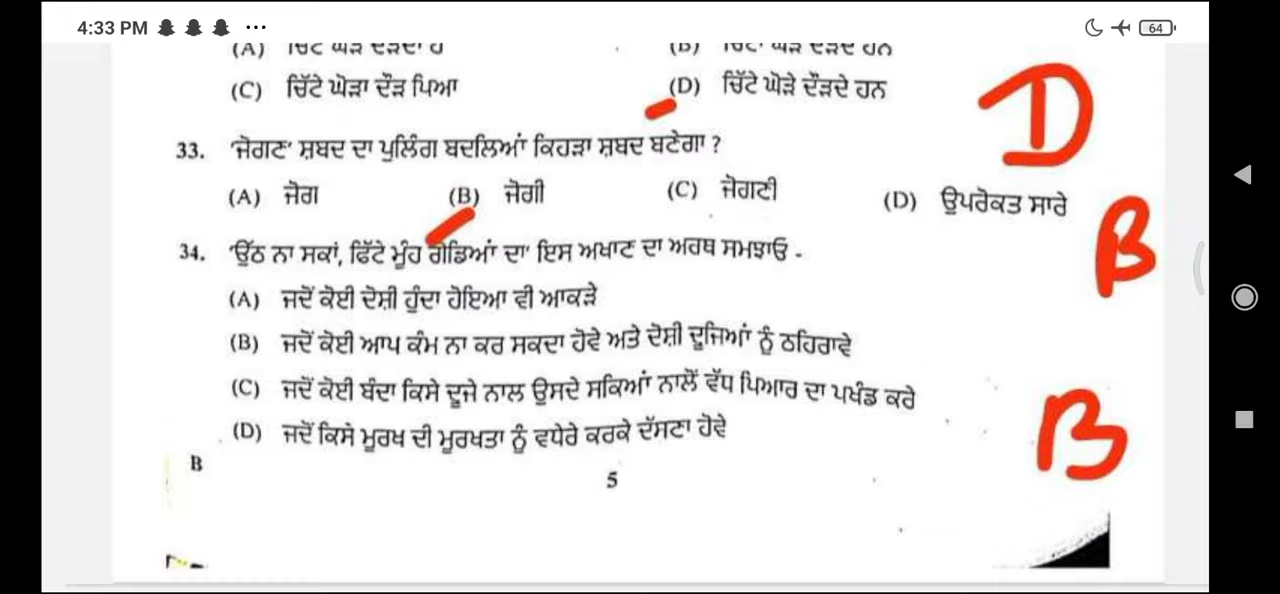 4:33 PM ... 64
(A) (B)
(C) ਚਿੱਟੇ ਘੋੜਾ ਦੌੜ ਪਿਆ (D) ਚਿੱਟੇ ਘੋੜੇ ਦੌੜਦੇ ਹਨ D
33. 'ਜੋਗਣ' ਸ਼ਬਦ ਦਾ ਪੁਲਿੰਗ ਬਦਲਿਆਂ ਕਿਹੜਾ ਸ਼ਬਦ ਬਣੇਗਾ ?
(A) ਜੋਗ (B) ਜੋਗੀ (C) ਜੋਗਣੀ (D) ਉਪਰੋਕਤ ਸਾਰੇ B
34. 'ਉੱਠ ਨਾ ਸਕਾਂ, ਫਿੱਟੇ ਮੂੰਹ ਗੋਡਿਆਂ ਦਾ' ਇਸ ਅਖਾਣ ਦਾ ਅਰਥ ਸਮਝਾਓ -
(A) ਜਦੋਂ ਕੋਈ ਦੋਸ਼ੀ ਹੁੰਦਾ ਹੋਇਆ ਵੀ ਆਕੜੇ
(B) ਜਦੋਂ ਕੋਈ ਆਪ ਕੰਮ ਨਾ ਕਰ ਸਕਦਾ ਹੋਵੇ ਅਤੇ ਦੋਸ਼ੀ ਦੂਜਿਆਂ ਨੂੰ ਠਹਿਰਾਵੇ
(C) ਜਦੋਂ ਕੋਈ ਬੰਦਾ ਕਿਸੇ ਦੂਜੇ ਨਾਲ ਉਸਦੇ ਸਕਿਆਂ ਨਾਲੋਂ ਵੱਧ ਪਿਆਰ ਦਾ ਪਖੰਡ ਕਰੇ
(D) ਜਦੋਂ ਕਿਸੇ ਮੂਰਖ ਦੀ ਮੂਰਖਤਾ ਨੂੰ ਵਧੇਰੇ ਕਰਕੇ ਦੱਸਣਾ ਹੋਵੇ B
B
5